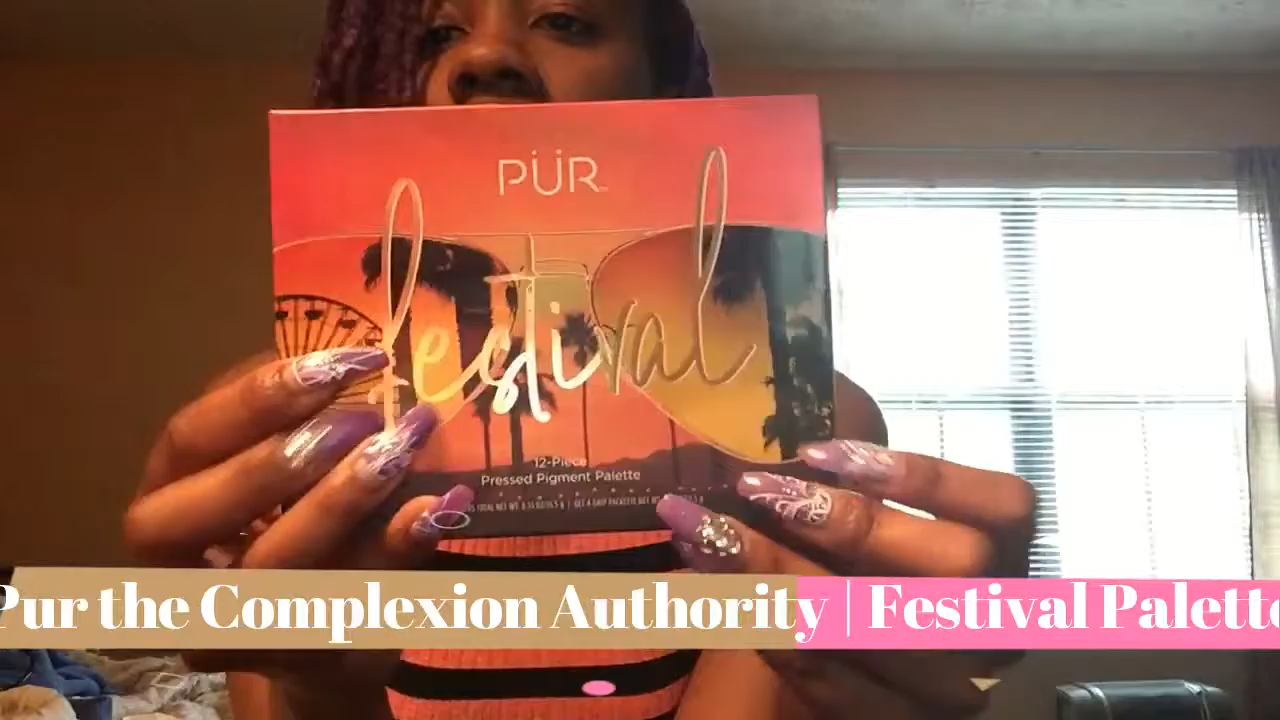 PÜR
festival
12-Piece
Pressed Pigment Palette
Pur the Complexion Authority | Festival Palette